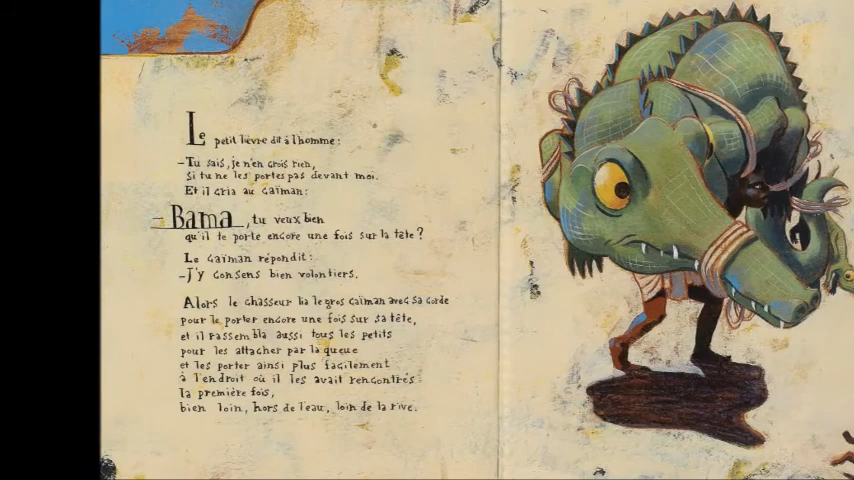 Le petit lièvre dit à l'homme:
-Tu sais, je n'en crois rien,
si tu ne les portes pas devant moi.
Et il cria au caïman:
-Bama, tu veux bien
qu'il te porte encore une fois sur la tête?
Le caïman répondit:
-J'y consens bien volontiers.
Alors le chasseur lia le gros caïman avec sa corde
pour le porter encore une fois sur sa tête,
et il rassembla aussi tous les petits
pour les attacher par la queue
et les porter ainsi plus facilement
à l'endroit où il les avait rencontrés
la première fois,
bien loin, hors de l'eau, loin de la rive.